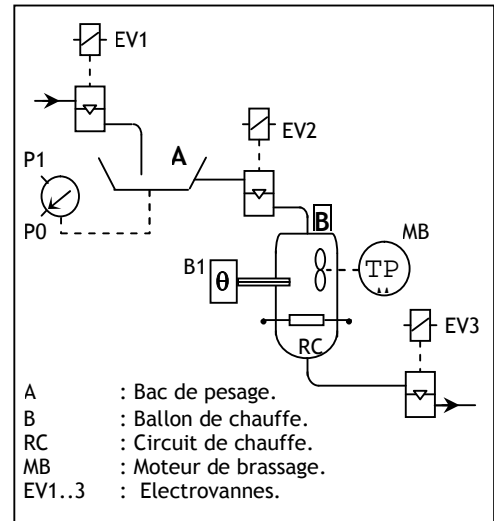 EV1
EV2
A
P1
P0
B
MB
B1
θ
TP
EV3
RC
A : Bac de pesage.
B : Ballon de chauffe.
RC : Circuit de chauffe.
MB : Moteur de brassage.
EV1..3 : Electrovannes.